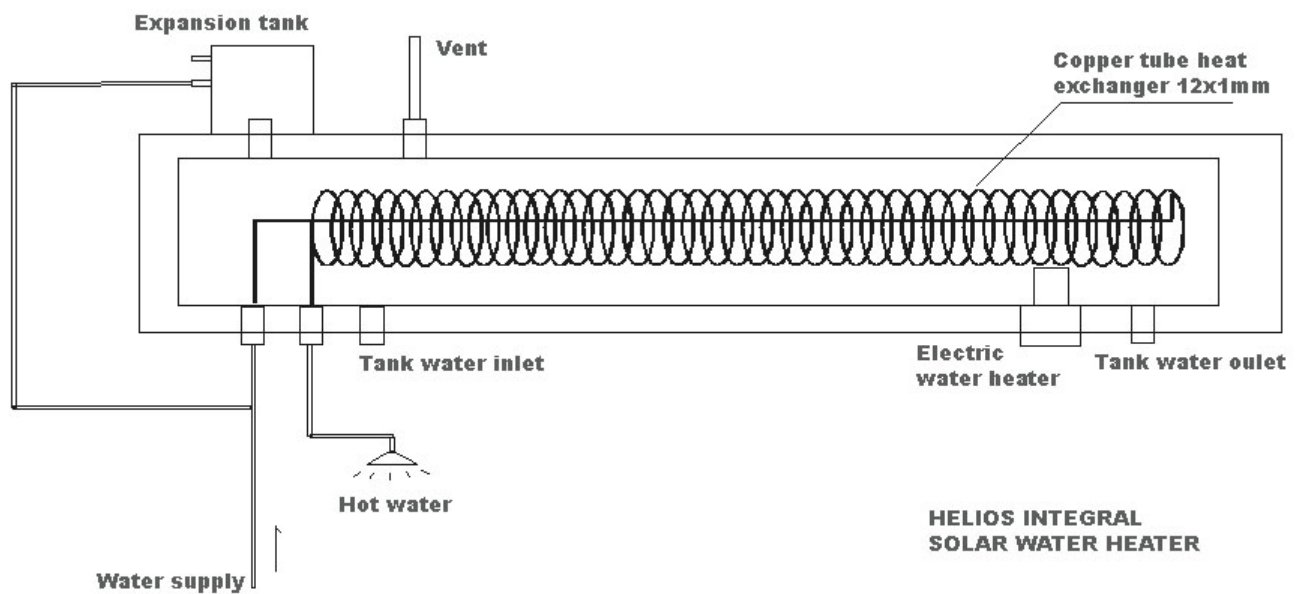 Expansion tank
Vent
Copper tube heat
exchanger 12x1mm
Tank water inlet
Electric
water heater
Tank water oulet
Hot water
HELIOS INTEGRAL
SOLAR WATER HEATER
Water supply